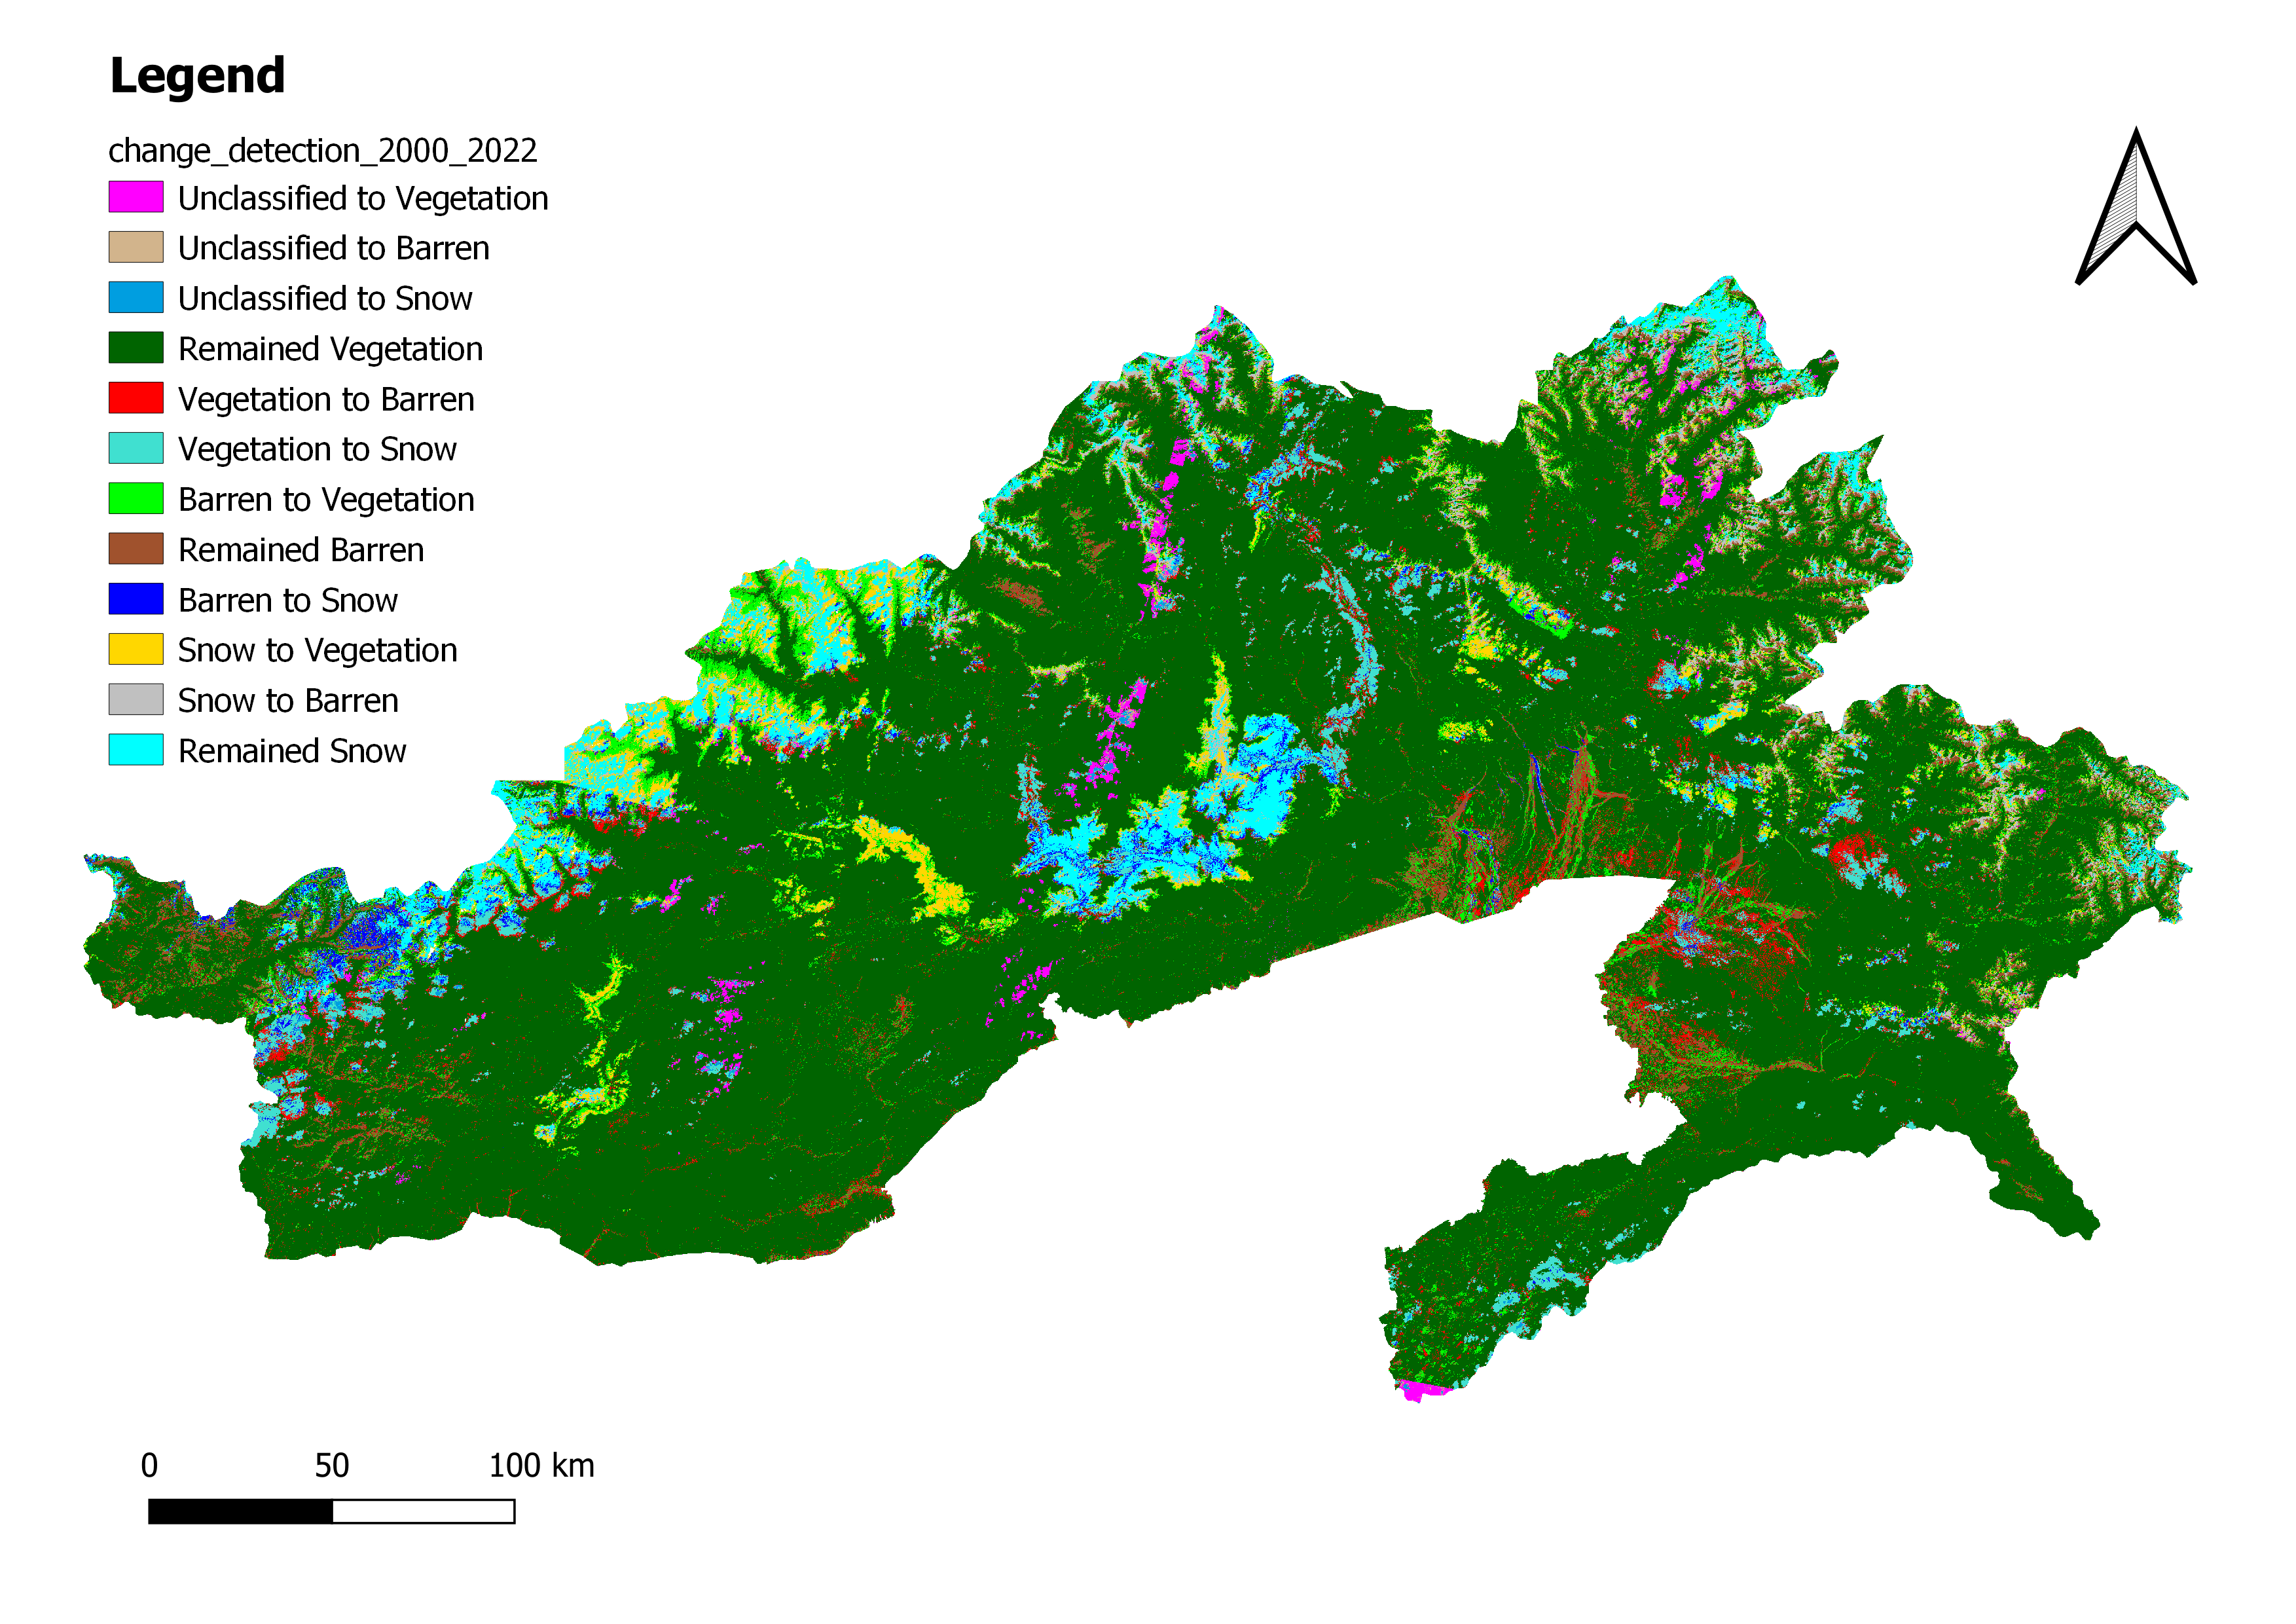 Legend
change_detection_2000_2022
Unclassified to Vegetation
Unclassified to Barren
Unclassified to Snow
Remained Vegetation
Vegetation to Barren
Vegetation to Snow
Barren to Vegetation
Remained Barren
Barren to Snow
Snow to Vegetation
Snow to Barren
Remained Snow
0 50 100 km